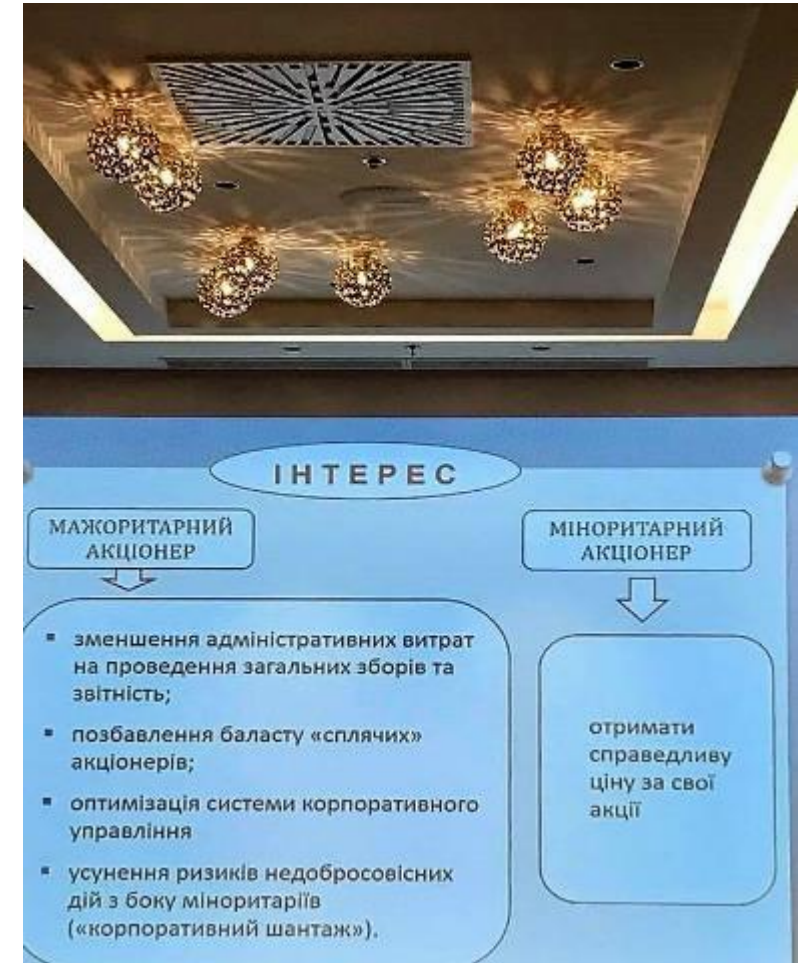 ІНТЕРЕС
МАЖОРИТАРНИЙ
АКЦІОНЕР
▪ зменшення адміністративних витрат
на проведення загальних зборів та
звітність;
▪ позбавлення баласту «сплячих»
акціонерів;
▪ оптимізація системи корпоративного
управління
▪ усунення ризиків недобросовісних
дій з боку міноритаріїв
(«корпоративний шантаж»).
МІНОРИТАРНИЙ
АКЦІОНЕР
отримати
справедливу
ціну за свої
акції